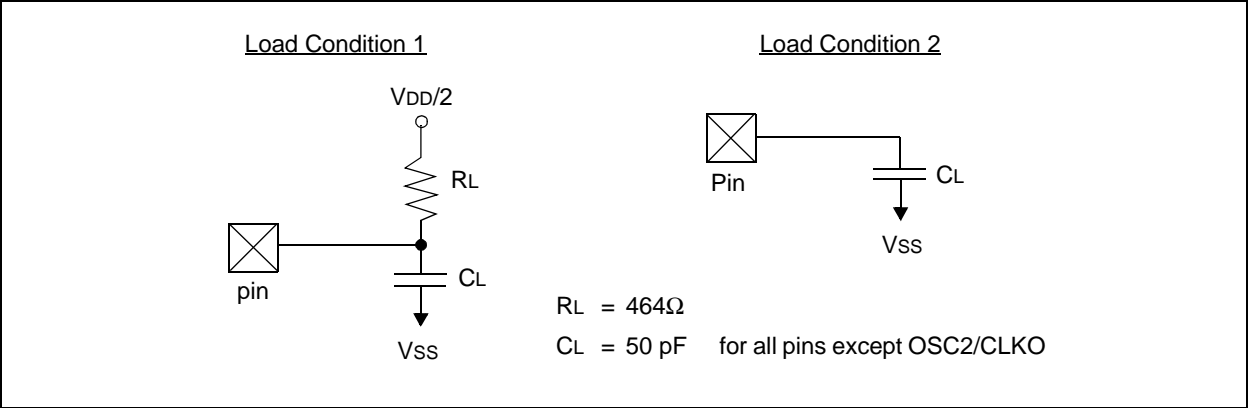 Load Condition 1
VDD/2
RL
pin
CL
VSS
Load Condition 2
Pin
CL
VSS
RL = 464Ω
CL = 50 pF for all pins except OSC2/CLKO